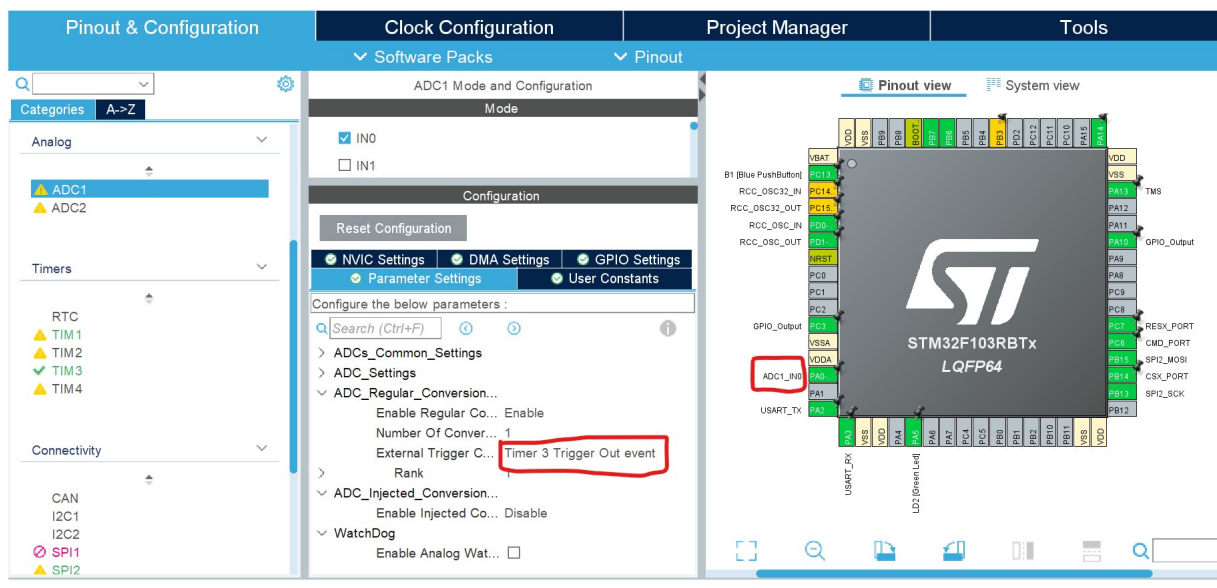 Pinout & Configuration
Clock Configuration
Project Manager
Tools
Software Packs
Pinout
Categories
A->Z
Analog
ADC1
ADC2
Timers
RTC
TIM1
TIM2
TIM3
TIM4
Connectivity
CAN
I2C1
I2C2
SPI1
SPI2
ADC1 Mode and Configuration
Mode
IN0
IN1
Configuration
Reset Configuration
NVIC Settings
DMA Settings
GPIO Settings
Parameter Settings
User Constants
Configure the below parameters :
Search (Ctrl+F)
ADCs_Common_Settings
ADC_Settings
ADC_Regular_Conversion...
Enable Regular Co... Enable
Number Of Conver... 1
External Trigger C... Timer 3 Trigger Out event
Rank 1
ADC_Injected_Conversion...
Enable Injected Co... Disable
WatchDog
Enable Analog Wat...
Pinout view
System view
VDD
VSS
PB9
PB8
BOOT..
PB7
PB6
PB5
PB4
PB3
PD2
PC12
PC11
PC10
PA15
PA14
VBAT
B1 [Blue PushButton] PC13.
RCC_OSC32_IN PC14.
RCC_OSC32_OUT PC15.
RCC_OSC_IN PD0-
RCC_OSC_OUT PD1-.
NRST
PC0
PC1
PC2
GPIO_Output PC3
VSSA
VDDA
ADC1_IN0 PA0-.
PA1
USART_TX PA2
ST
STM32F103RBTx
LQFP64
VDD
VSS
PA13 TMS
PA12
PA11
PA10 GPIO_Output
PA9
PA8
PC9
PC8
PC7 RESX_PORT
PC6 CMD_PORT
PB15 SPI2_MOSI
PB14 CSX_PORT
PB13 SPI2_SCK
PB12
PA3
VSS
VDD
PA4
PA5
PA6
PA7
PC4
PC5
PB0
PB1
PB2
PB10
PB11
VSS
VDD
USART_RX
LD2 [Green Led]